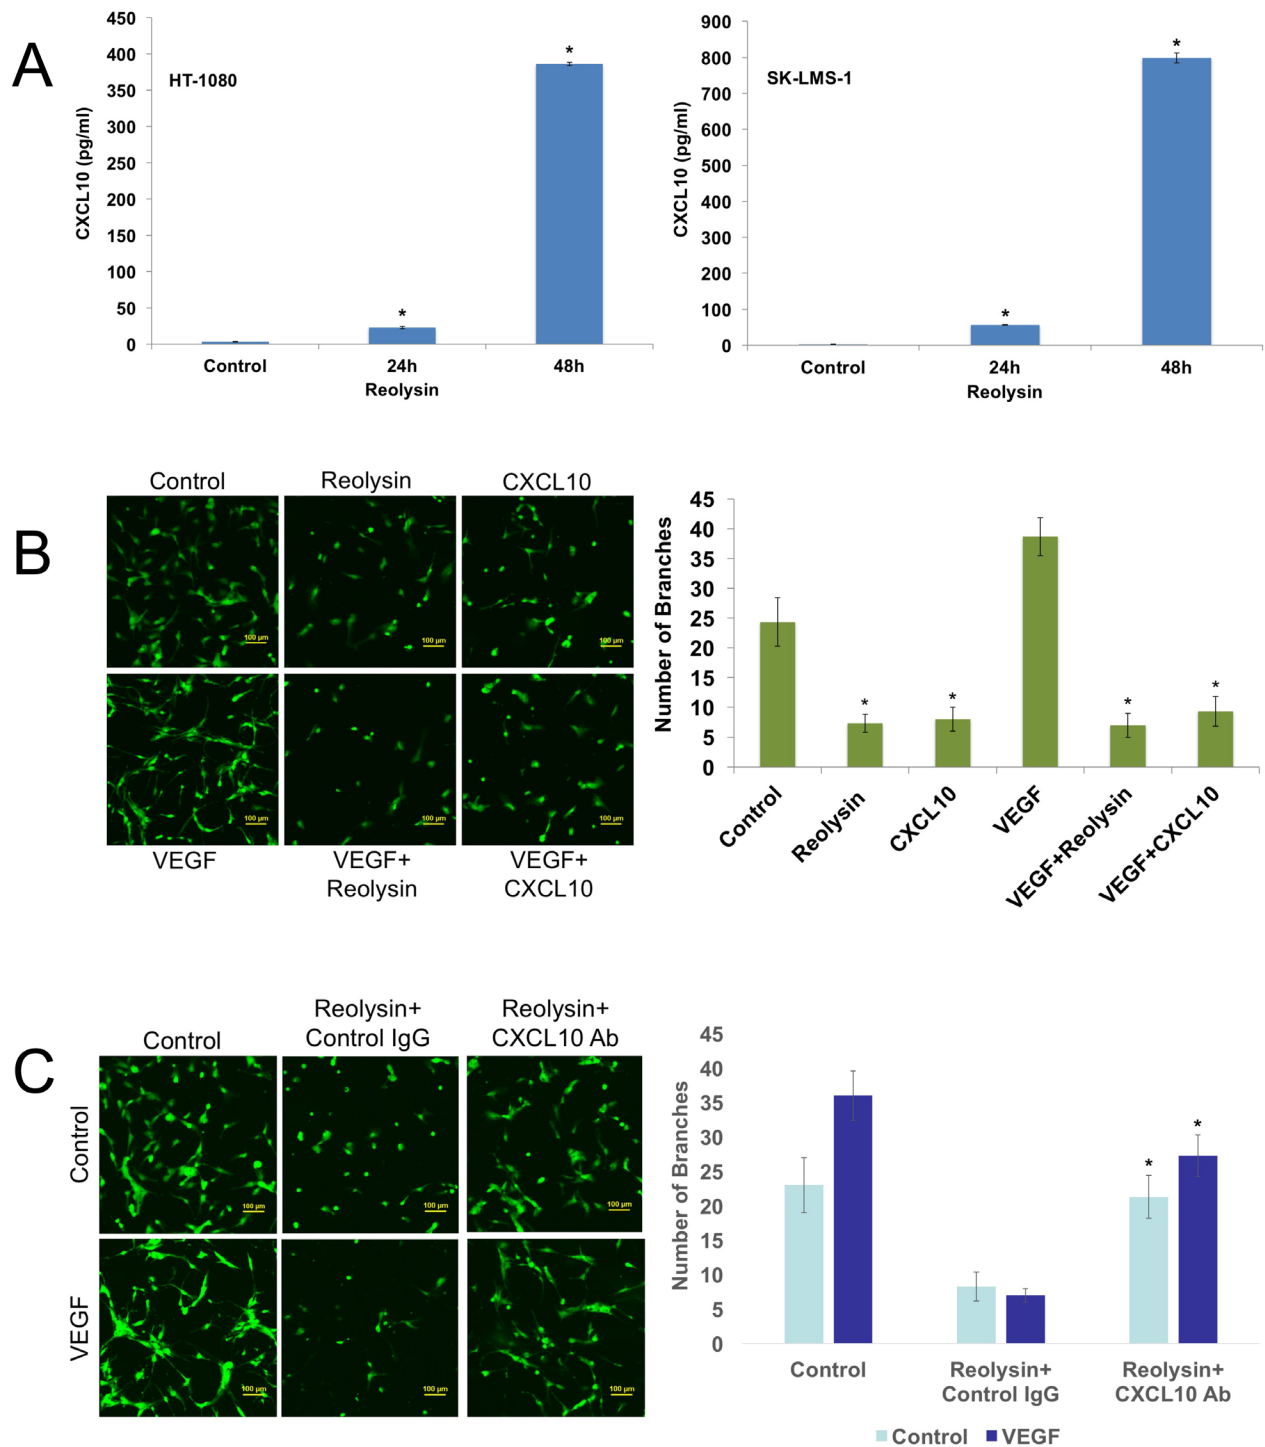 A
450
400
350
300
250
200
150
100
50
0
CXCL10 (pg/ml)
HT-1080
*
*
Control
24h
48h
Reolysin
900
800
700
600
500
400
300
200
100
0
CXCL10 (pg/ml)
SK-LMS-1
*
*
Control
24h
48h
Reolysin
B
Control
Reolysin
CXCL10
100 µm
100 µm
100 µm
100 µm
100 µm
100 µm
VEGF
VEGF+
Reolysin
VEGF+
CXCL10
45
40
35
30
25
20
15
10
5
0
Number of Branches
*
*
*
*
Control
Reolysin
CXCL10
VEGF
VEGF+Reolysin
VEGF+CXCL10
C
Control
Reolysin+
Control IgG
Reolysin+
CXCL10 Ab
Control
100 µm
100 µm
100 µm
VEGF
100 µm
100 µm
100 µm
45
40
35
30
25
20
15
10
5
0
Number of Branches
*
*
Control
Reolysin+
Control IgG
Reolysin+
CXCL10 Ab
Control
VEGF